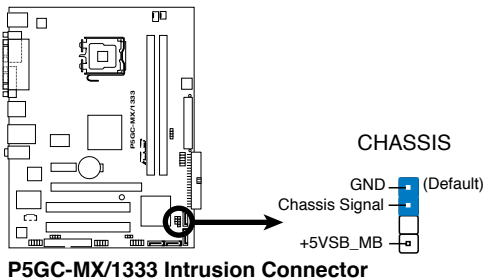 P5GC-MX/1333
CHASSIS
GND
(Default)
Chassis Signal
+5VSB_MB
P5GC-MX/1333 Intrusion Connector